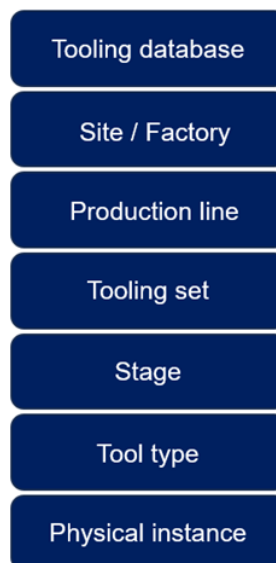 Tooling database
Site / Factory
Production line
Tooling set
Stage
Tool type
Physical instance